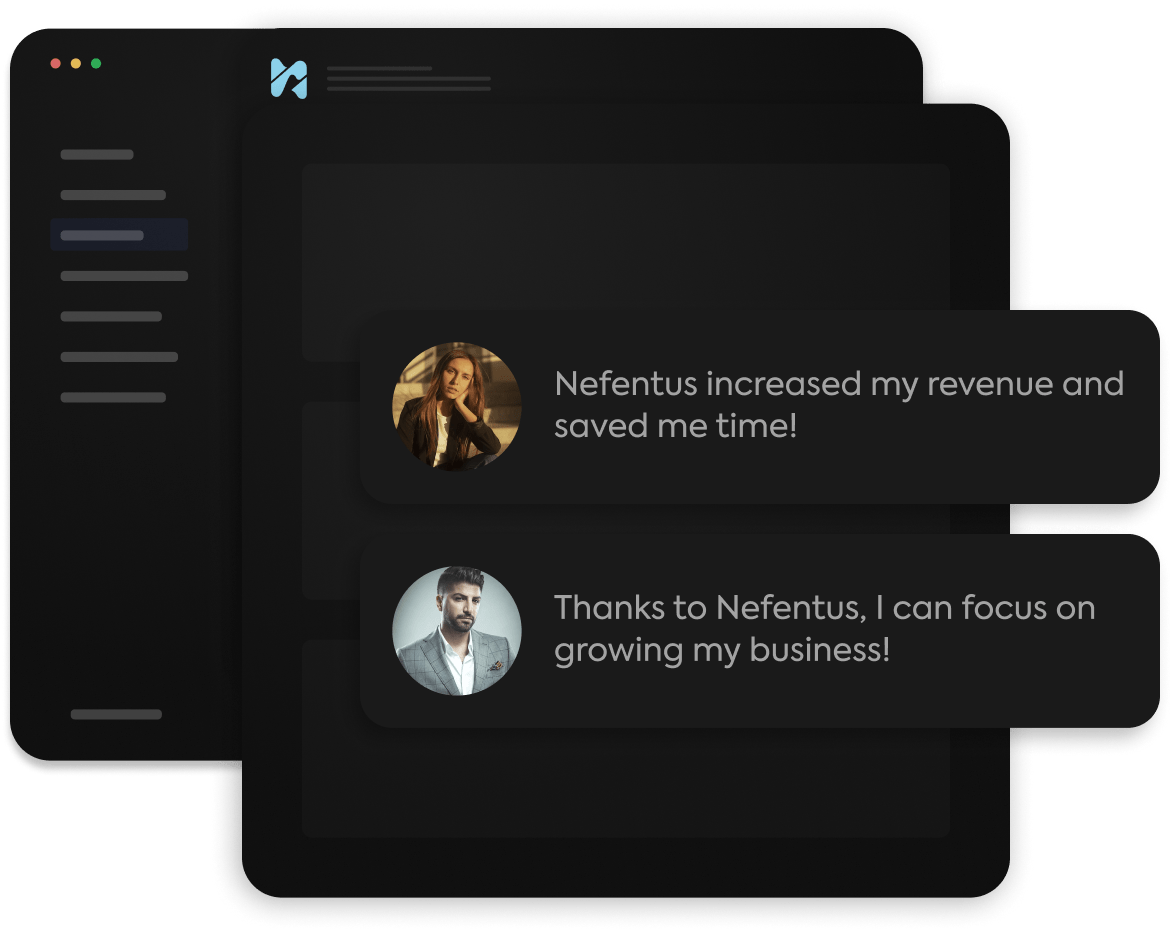 Nefentus increased my revenue and
saved me time!
Thanks to Nefentus, I can focus on
growing my business!